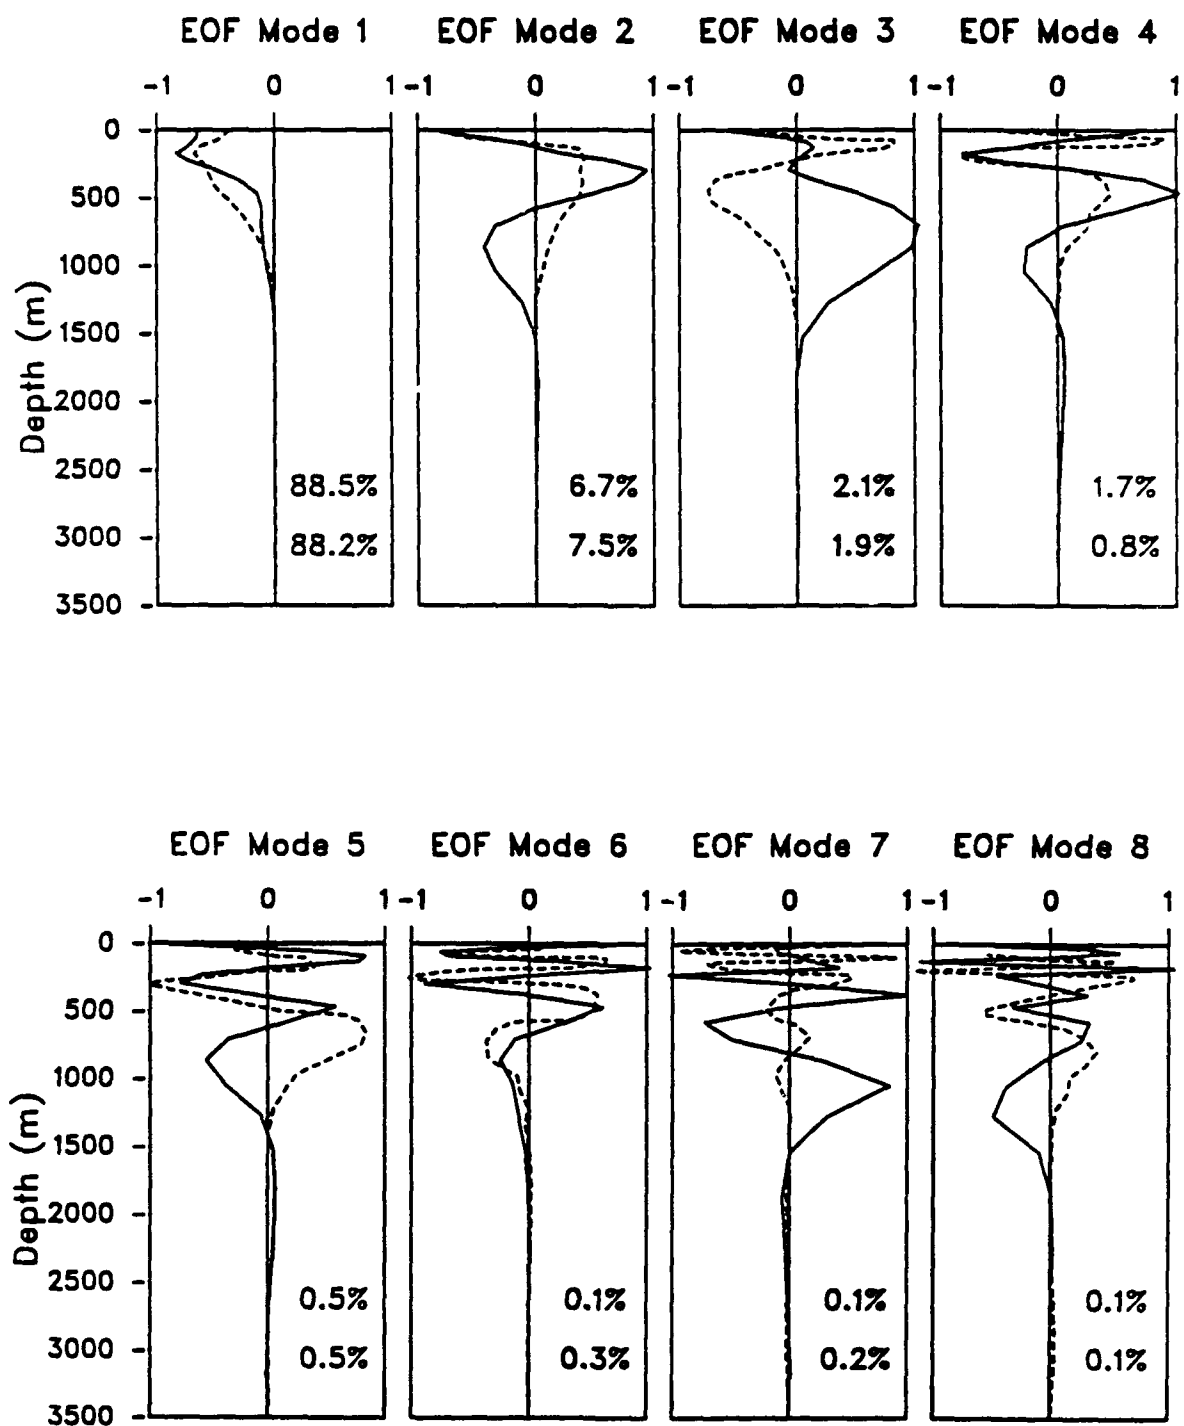 EOF Mode 1 EOF Mode 2 EOF Mode 3 EOF Mode 4
-1 0 1 0 1 0 1 -1 0 1
0
500
1000
1500
2000
2500
3000
3500
Depth (m)
88.5% 6.7% 2.1% 1.7%
88.2% 7.5% 1.9% 0.8%
EOF Mode 5 EOF Mode 6 EOF Mode 7 EOF Mode 8
-1 0 1 -1 0 1 -1 0 1 -1 0 1
0
500
1000
1500
2000
2500
3000
3500
Depth (m)
0.5% 0.1% 0.1% 0.1%
0.5% 0.3% 0.2% 0.1%